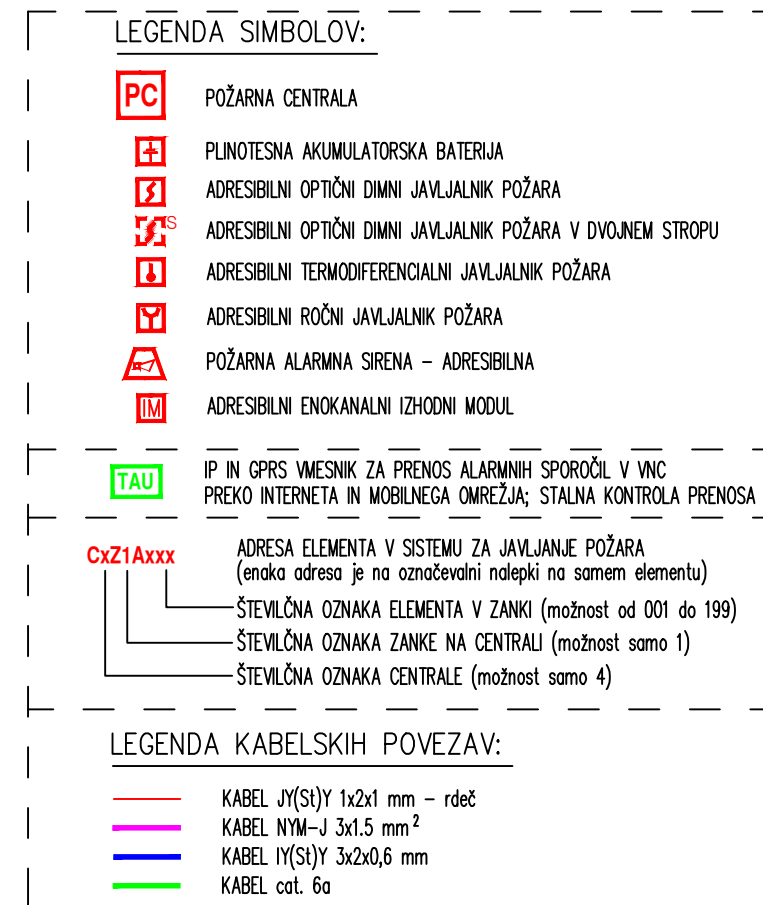 LEGENDA SIMBOLOV:
PC POŽARNA CENTRALA
PLINOTESNA AKUMULATORSKA BATERIJA
ADRESIBILNI OPTIČNI DIMNI JAVLJALNIK POŽARA
S ADRESIBILNI OPTIČNI DIMNI JAVLJALNIK POŽARA V DVOJNEM STROPU
ADRESIBILNI TERMODIFERENCIALNI JAVLJALNIK POŽARA
ADRESIBILNI ROČNI JAVLJALNIK POŽARA
POŽARNA ALARMNA SIRENA – ADRESIBILNA
IM ADRESIBILNI ENOKANALNI IZHODNI MODUL
TAU IP IN GPRS VMESNIK ZA PRENOS ALARMNIH SPOROČIL V VNC
PREKO INTERNETA IN MOBILNEGA OMREŽJA; STALNA KONTROLA PRENOSA
CxZ1Axxx ADRESA ELEMENTA V SISTEMU ZA JAVLJANJE POŽARA
(enaka adresa je na označevalni nalepki na samem elementu)
ŠTEVILČNA OZNAKA ELEMENTA V ZANKI (možnost od 001 do 199)
ŠTEVILČNA OZNAKA ZANKE NA CENTRALI (možnost samo 1)
ŠTEVILČNA OZNAKA CENTRALE (možnost samo 4)
LEGENDA KABELSKIH POVEZAV:
KABEL JY(St)Y 1x2x1 mm – rdeč
KABEL NYM–J 3x1.5 mm²
KABEL IY(St)Y 3x2x0,6 mm
KABEL cat. 6a